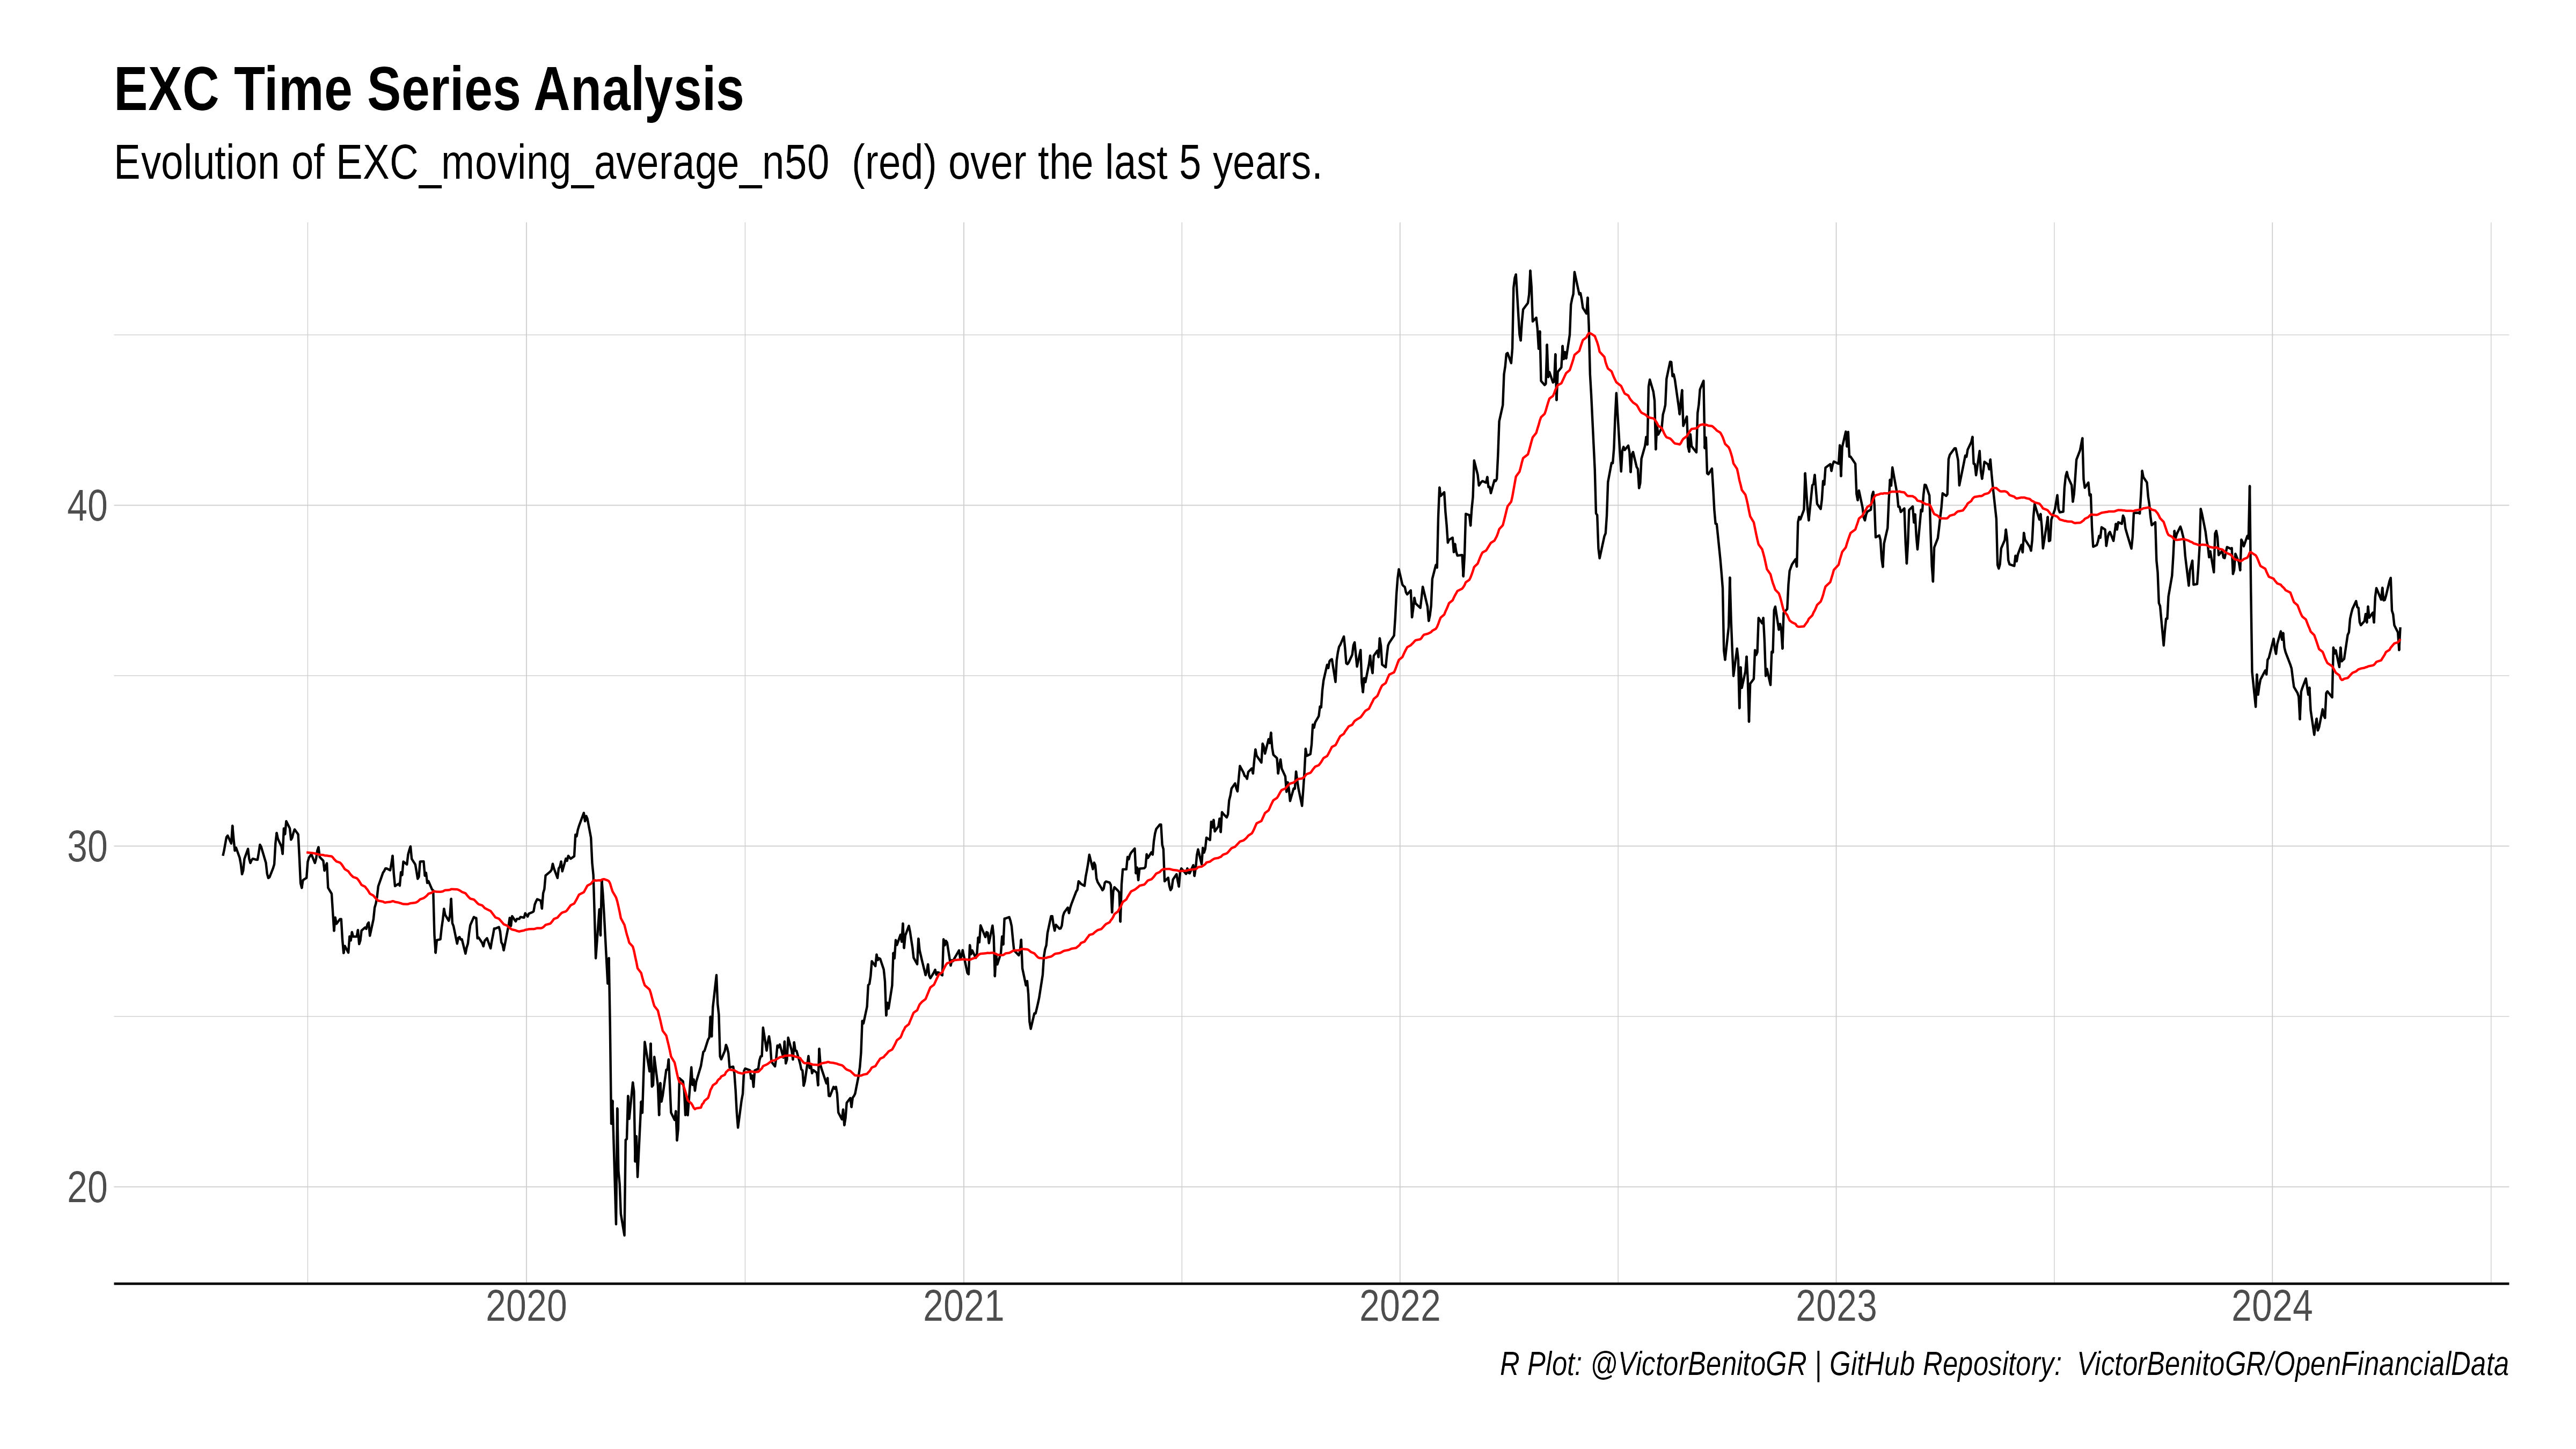 EXC Time Series Analysis
Evolution of EXC_moving_average_n50  (red) over the last 5 years.
40
30
20
2020 2021 2022 2023 2024
R Plot: @VictorBenitoGR | GitHub Repository:  VictorBenitoGR/OpenFinancialData